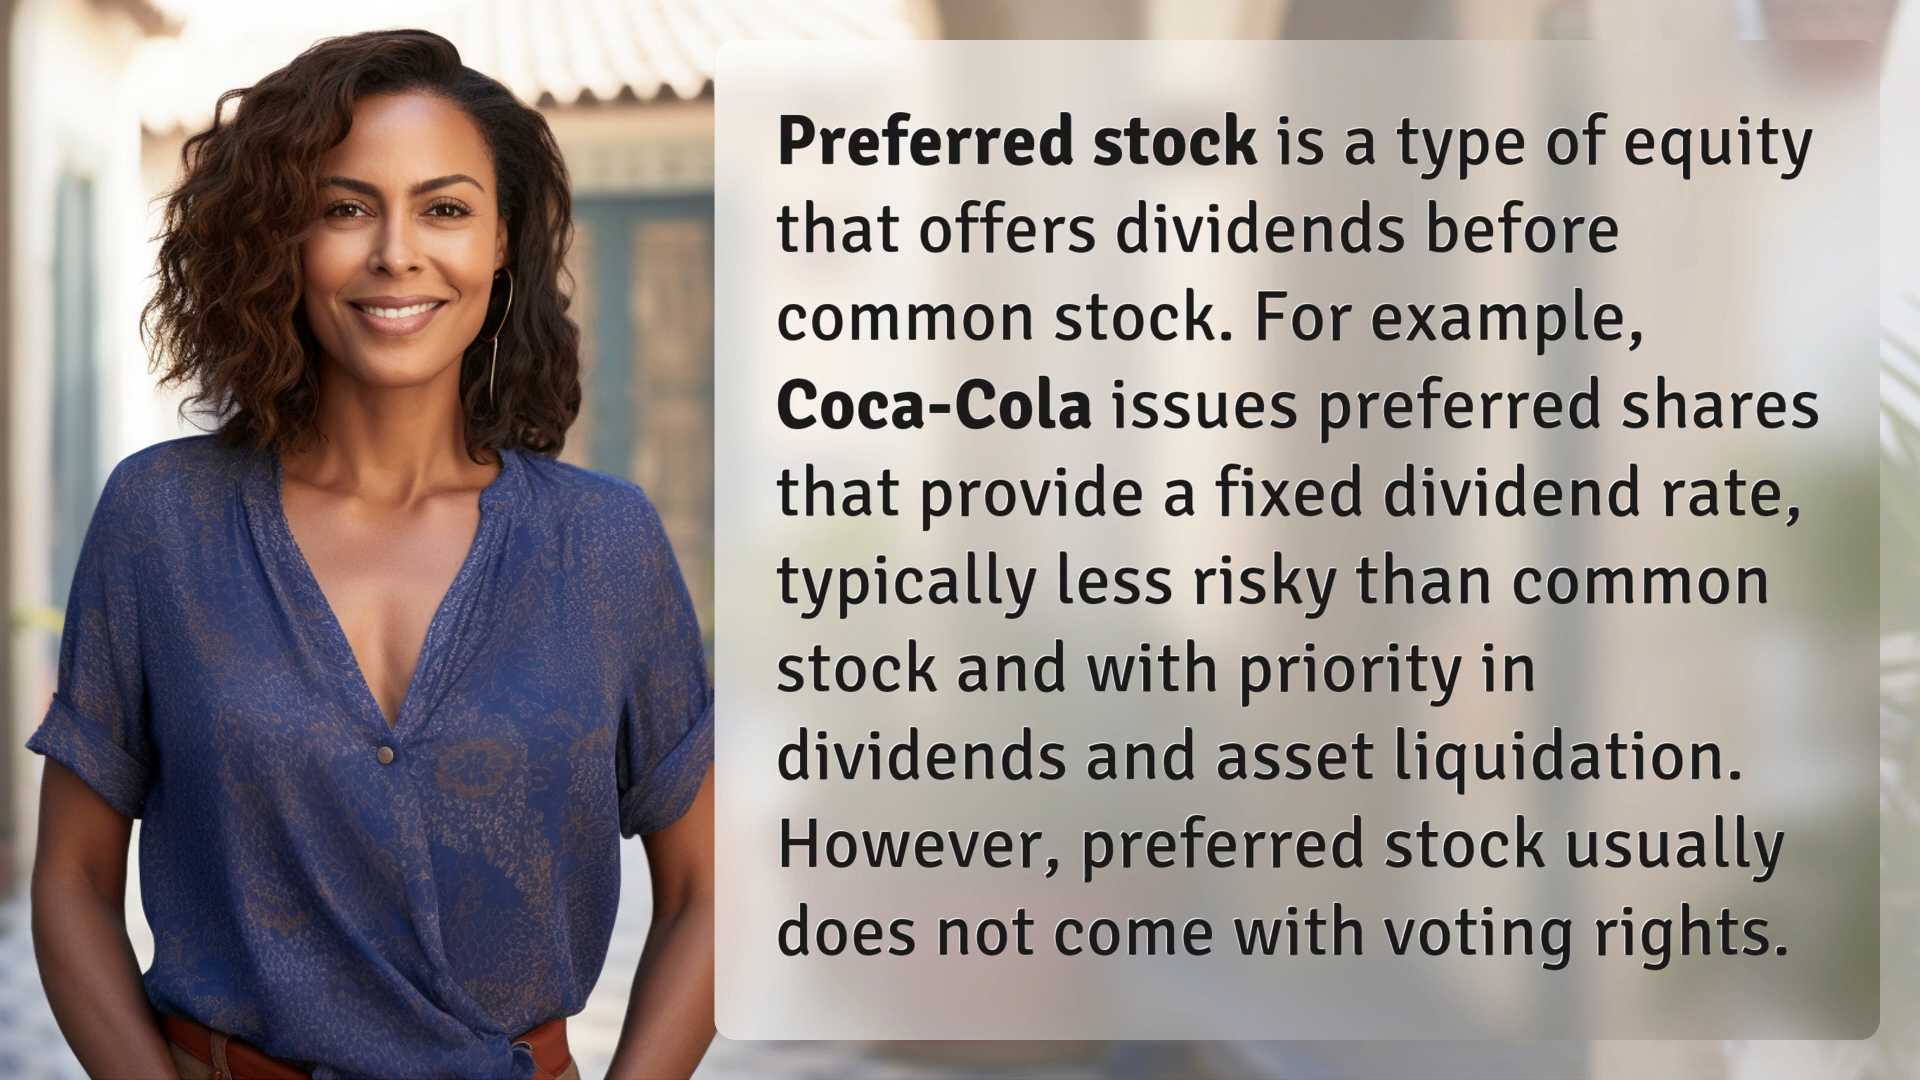 Preferred stock is a type of equity
that offers dividends before
common stock. For example,
Coca-Cola issues preferred shares
that provide a fixed dividend rate,
typically less risky than common
stock and with priority in
dividends and asset liquidation.
However, preferred stock usually
does not come with voting rights.